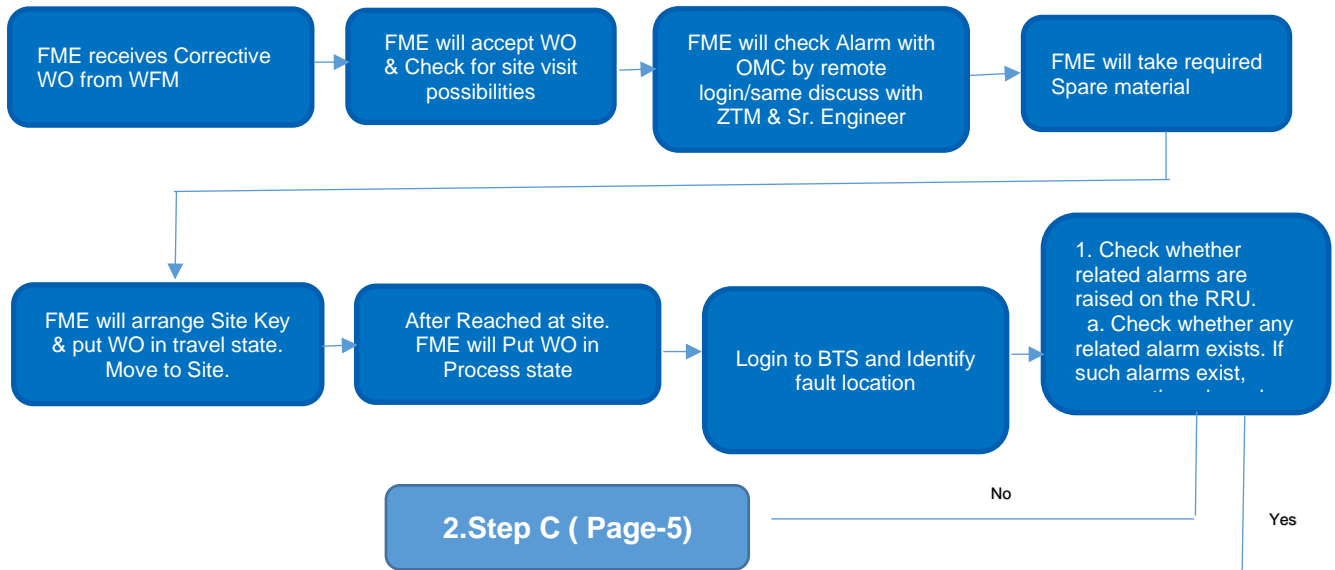 FME receives Corrective
WO from WFM
FME will accept WO
& Check for site visit
possibilities
FME will check Alarm with
OMC by remote
login/same discuss with
ZTM & Sr. Engineer
FME will take required
Spare material
FME will arrange Site Key
& put WO in travel state.
Move to Site.
After Reached at site.
FME will Put WO in
Process state
Login to BTS and Identify
fault location
1. Check whether
related alarms are
raised on the RRU.
a. Check whether any
related alarm exists. If
such alarms exist,
No
Yes
2.Step C ( Page-5)